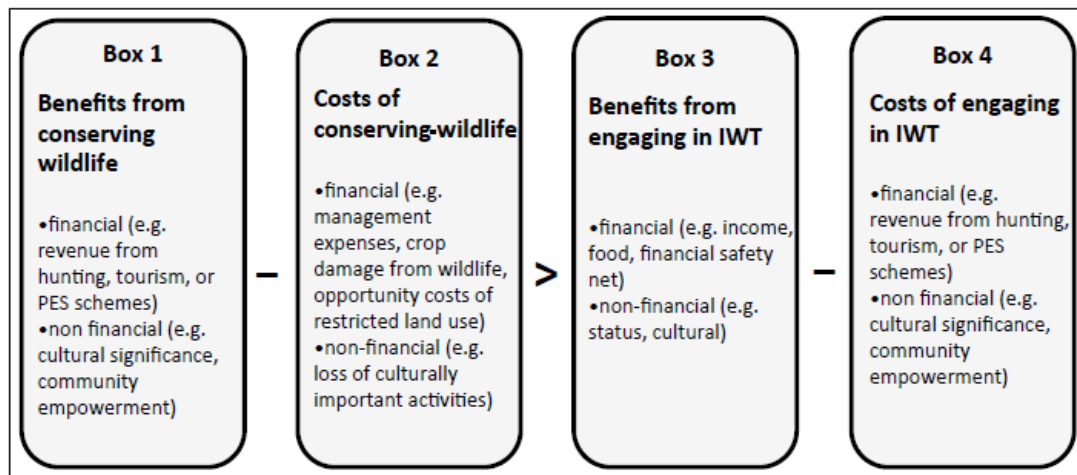 Box 1
Benefits from
conserving
wildlife
•financial (e.g.
revenue from
hunting, tourism, or
PES schemes)
•non financial (e.g.
cultural significance,
community
empowerment)
–
Box 2
Costs of
conserving-wildlife
•financial (e.g.
management
expenses, crop
damage from wildlife,
opportunity costs of
restricted land use)
•non-financial (e.g.
loss of culturally
important activities)
>
Box 3
Benefits from
engaging in IWT
•financial (e.g. income,
food, financial safety
net)
•non-financial (e.g.
status, cultural)
–
Box 4
Costs of engaging
in IWT
•financial (e.g.
revenue from hunting,
tourism, or PES
schemes)
•non financial (e.g.
cultural significance,
community
empowerment)